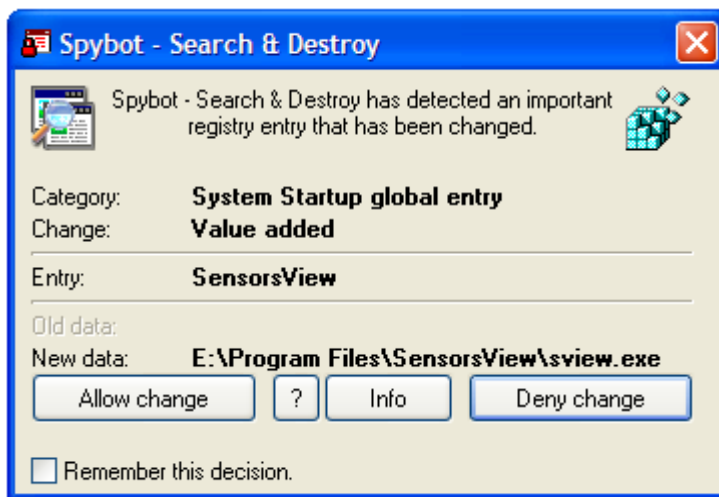 Spybot - Search & Destroy
Spybot - Search & Destroy has detected an important
registry entry that has been changed.
Category: System Startup global entry
Change: Value added
Entry: SensorsView
Old data:
New data: E:\Program Files\SensorsView\sview.exe
Allow change ? Info Deny change
Remember this decision.